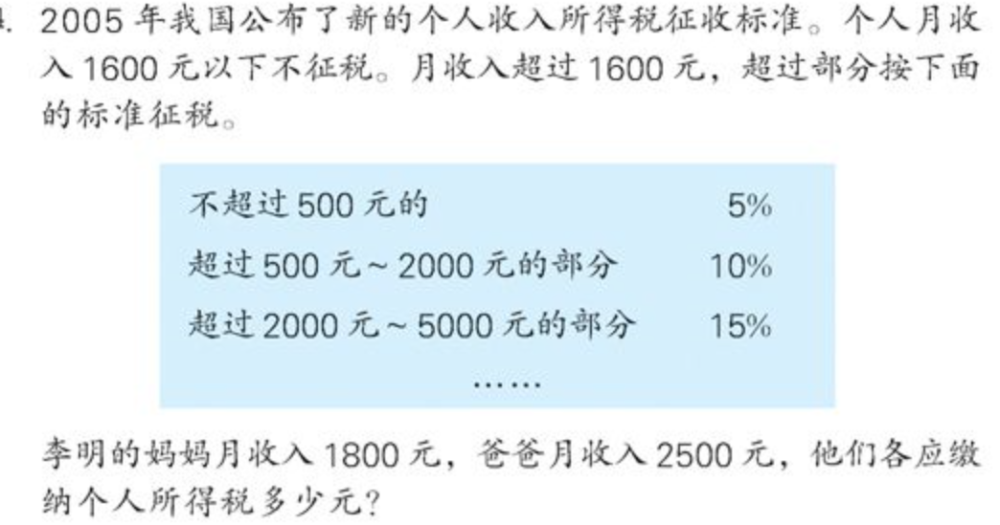 4. 2005 年我国公布了新的个人收入所得税征收标准。个人月收
入 1600 元以下不征税。月收入超过 1600 元，超过部分按下面
的标准征税。
不超过 500 元的 5%
超过 500 元~2000 元的部分 10%
超过 2000 元~5000 元的部分 15%
……
李明的妈妈月收入 1800 元，爸爸月收入 2500 元，他们各应缴
纳个人所得税多少元？